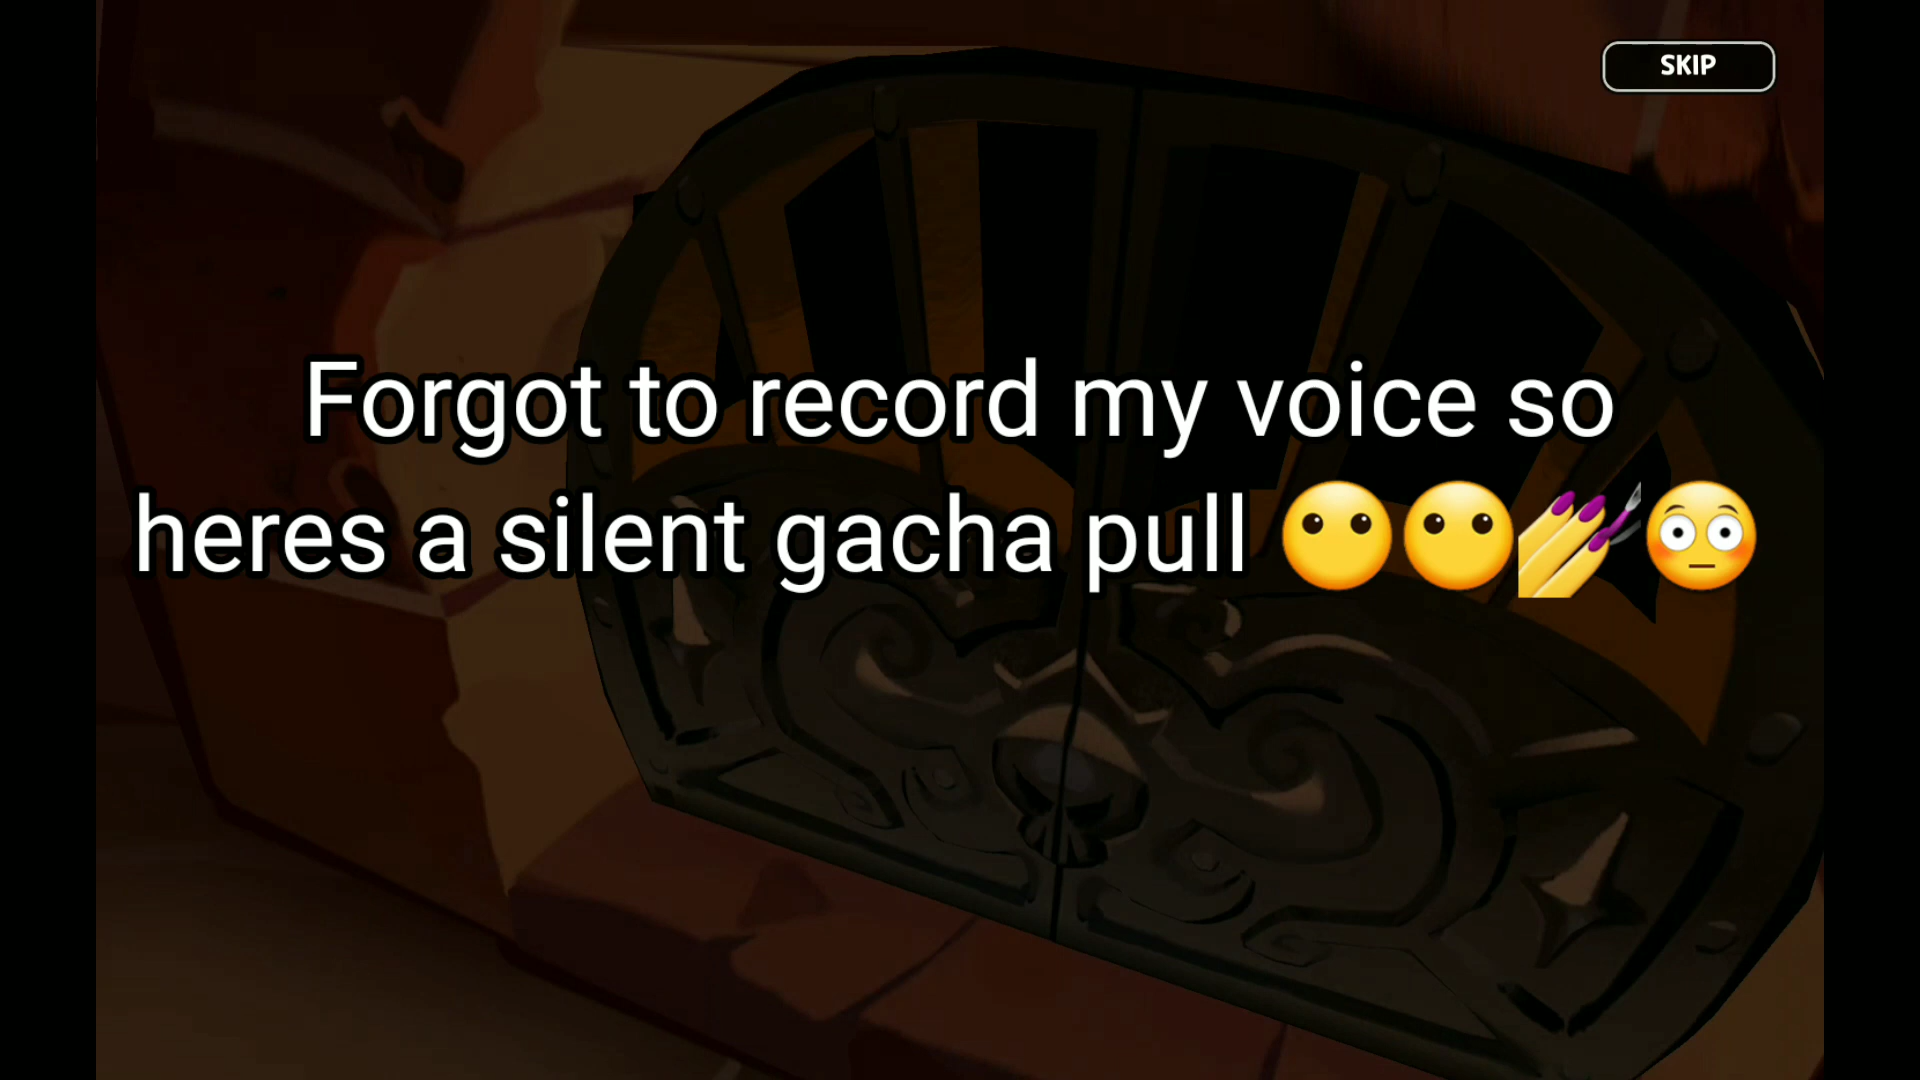 SKIP
Forgot to record my voice so
heres a silent gacha pull 😶😶💅😳